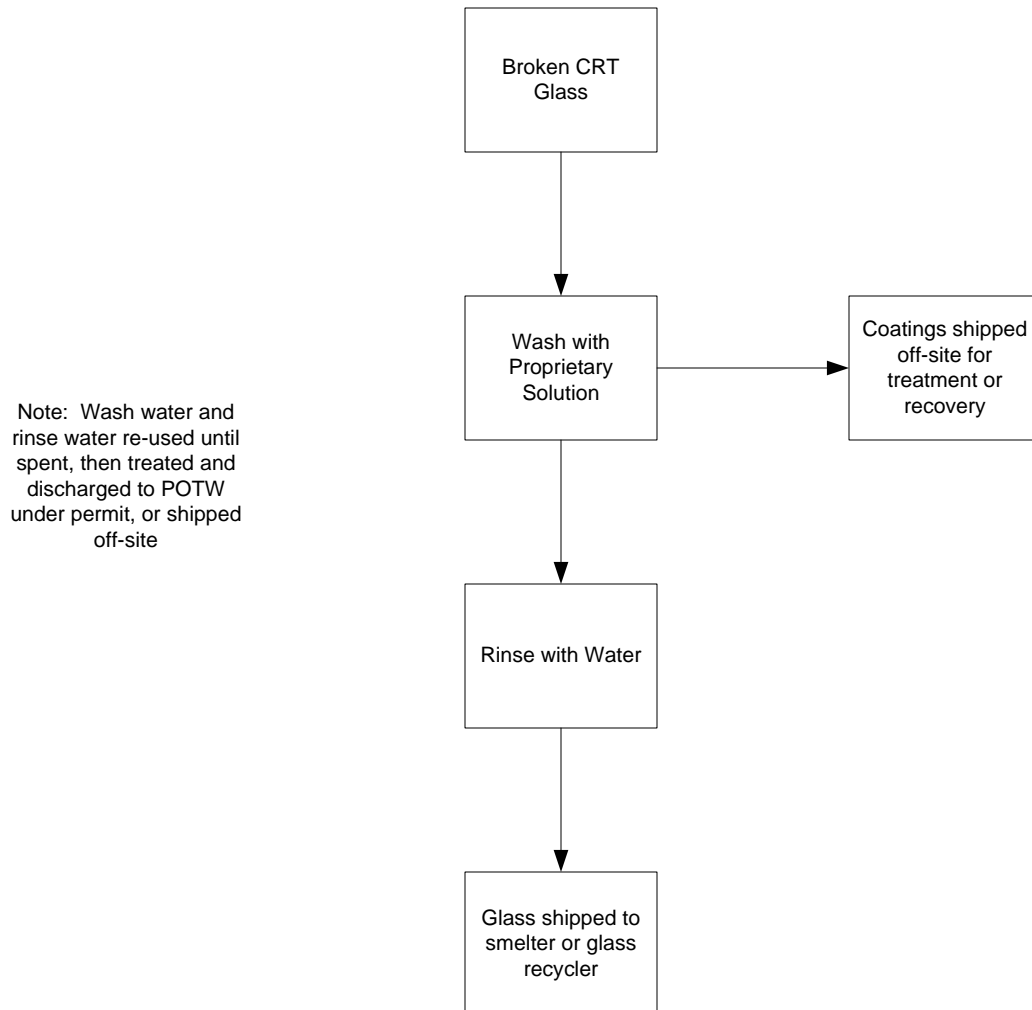 Broken CRT
Glass
Wash with
Proprietary
Solution
Coatings shipped
off-site for
treatment or
recovery
Note:  Wash water and
rinse water re-used until
spent, then treated and
discharged to POTW
under permit, or shipped
off-site
Rinse with Water
Glass shipped to
smelter or glass
recycler